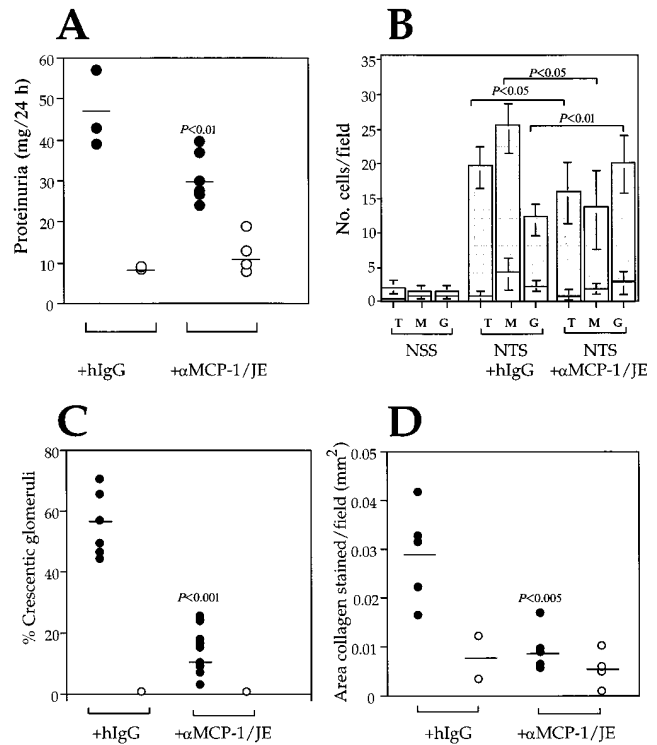 A
Proteinuria (mg/24 h)
60
50
40
30
20
10
0
P<0.01
+hIgG
+αMCP-1/JE
B
No. cells/field
35
30
25
20
15
10
5
0
P<0.05
P<0.05
P<0.01
T M G T M G T M G
NSS NTS NTS
+hIgG +αMCP-1/JE
C
% Crescentic glomeruli
80
60
40
20
0
P<0.001
+hIgG
+αMCP-1/JE
D
Area collagen stained/field (mm²)
0.05
0.04
0.03
0.02
0.01
0
P<0.005
+hIgG
+αMCP-1/JE